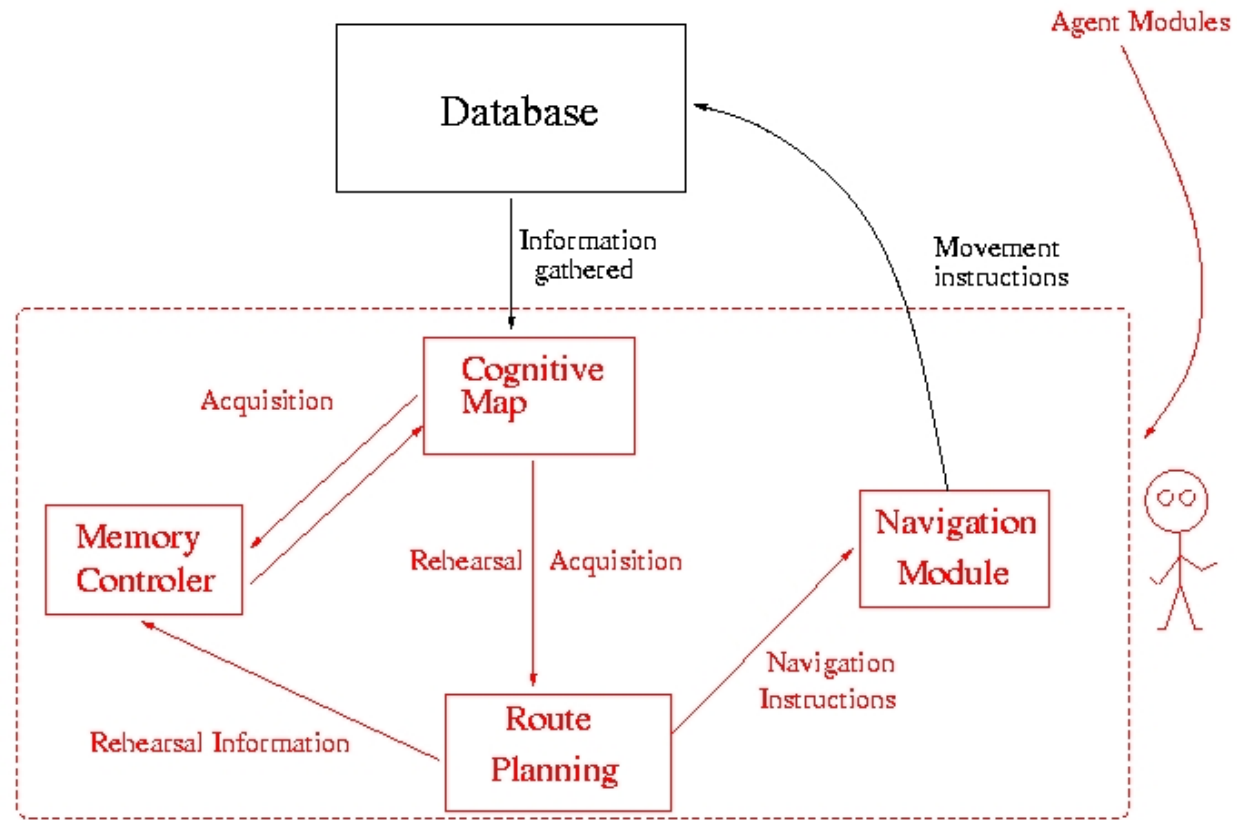 Agent Modules
Database
Information
gathered
Movement
instructions
Cognitive
Map
Acquisition
Memory
Controler
Navigation
Module
Rehearsal
Acquisition
Navigation
Instructions
Route
Planning
Rehearsal Information